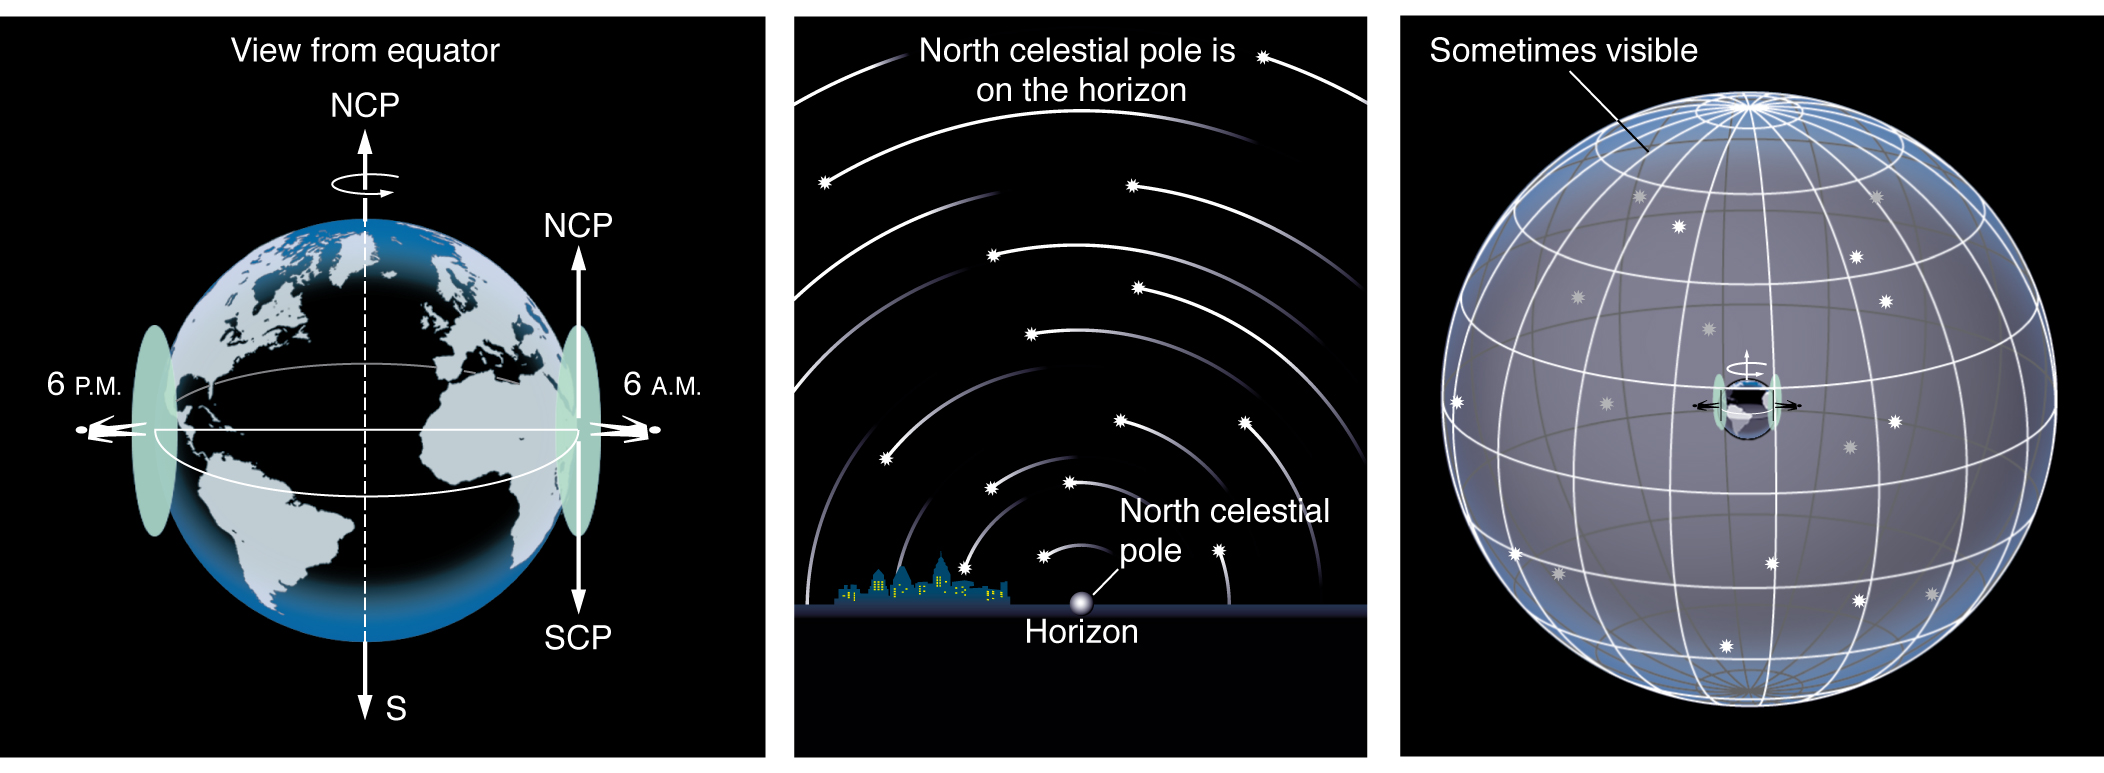 View from equator
NCP
NCP
6 P.M.
6 A.M.
SCP
S
North celestial pole is
on the horizon
North celestial
pole
Horizon
Sometimes visible